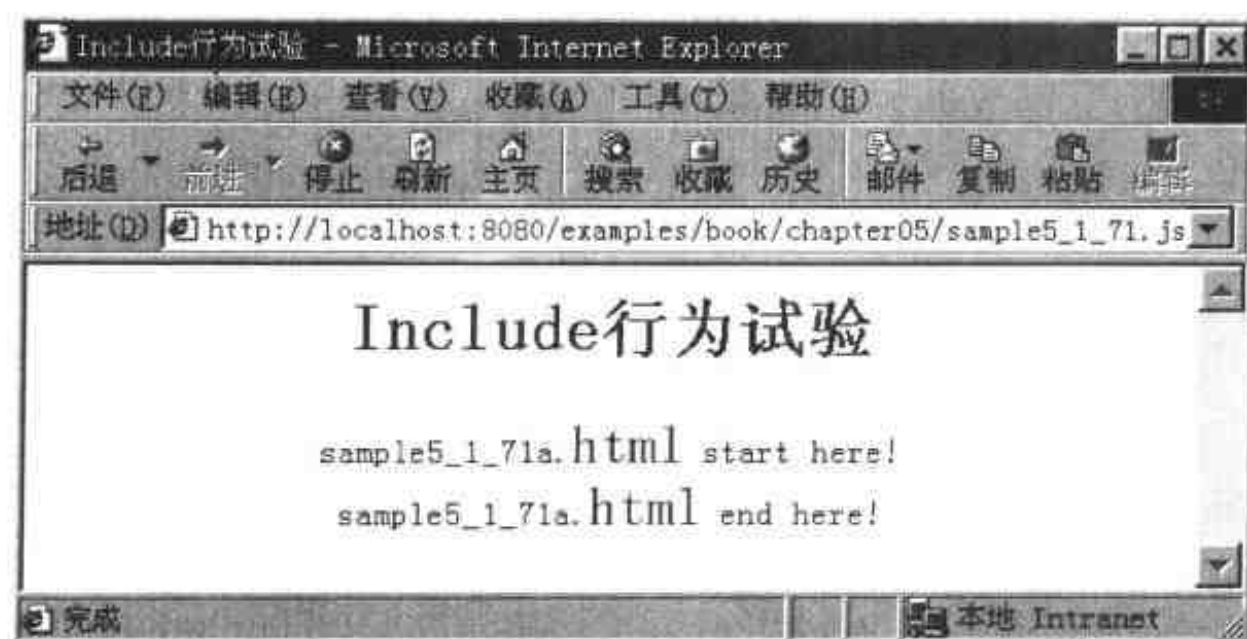 Include行为试验 - Microsoft Internet Explorer
文件(F) 编辑(E) 查看(V) 收藏(A) 工具(T) 帮助(H)
后退 前进 停止 刷新 主页 搜索 收藏 历史 邮件 复制 粘贴 编辑
地址(D) http://localhost:8080/examples/book/chapter05/sample5_1_71.js
Include行为试验
sample5_1_71a.html start here!
sample5_1_71a.html end here!
完成 本地 Intranet